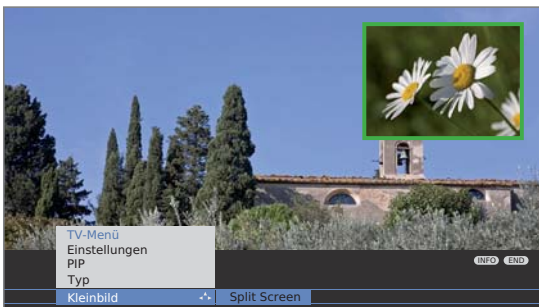 TV-Menü
Einstellungen
PIP
Typ
INFO END
Kleinbild Split Screen